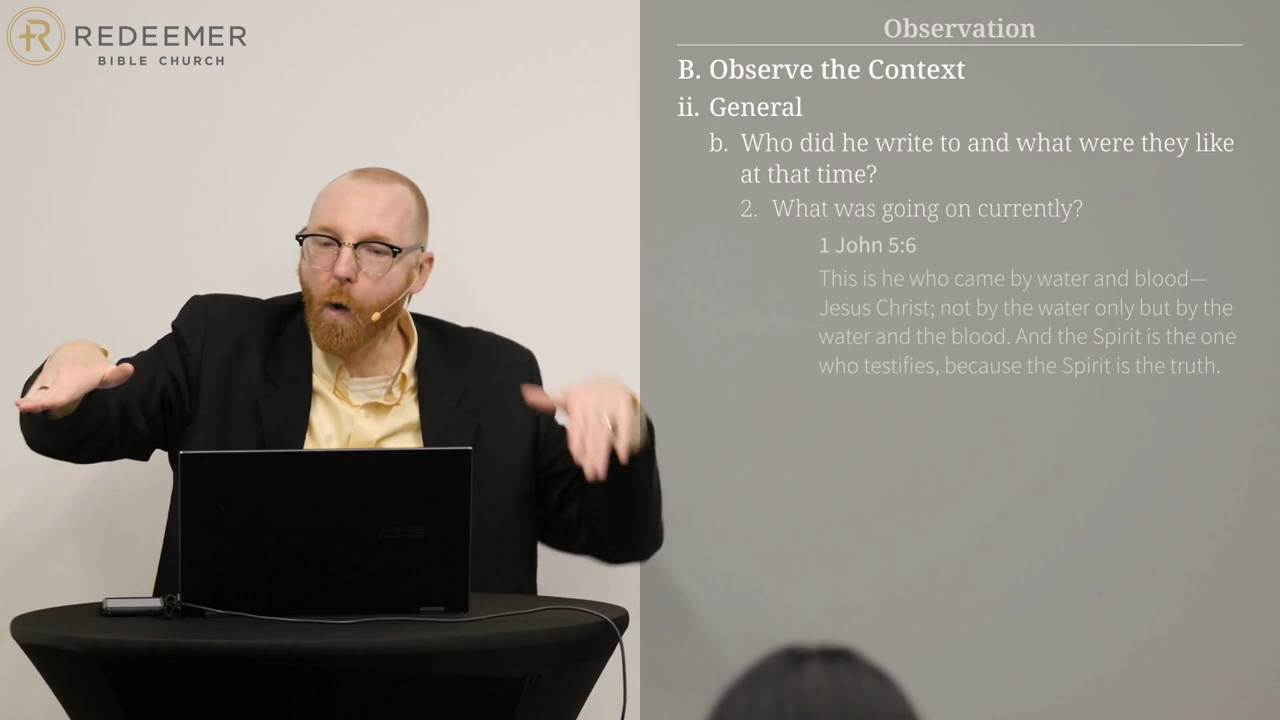 REDEEMER
BIBLE CHURCH
Observation
B. Observe the Context
ii. General
b. Who did he write to and what were they like
at that time?
2. What was going on currently?
1 John 5:6
This is he who came by water and blood—
Jesus Christ; not by the water only but by the
water and the blood. And the Spirit is the one
who testifies, because the Spirit is the truth.